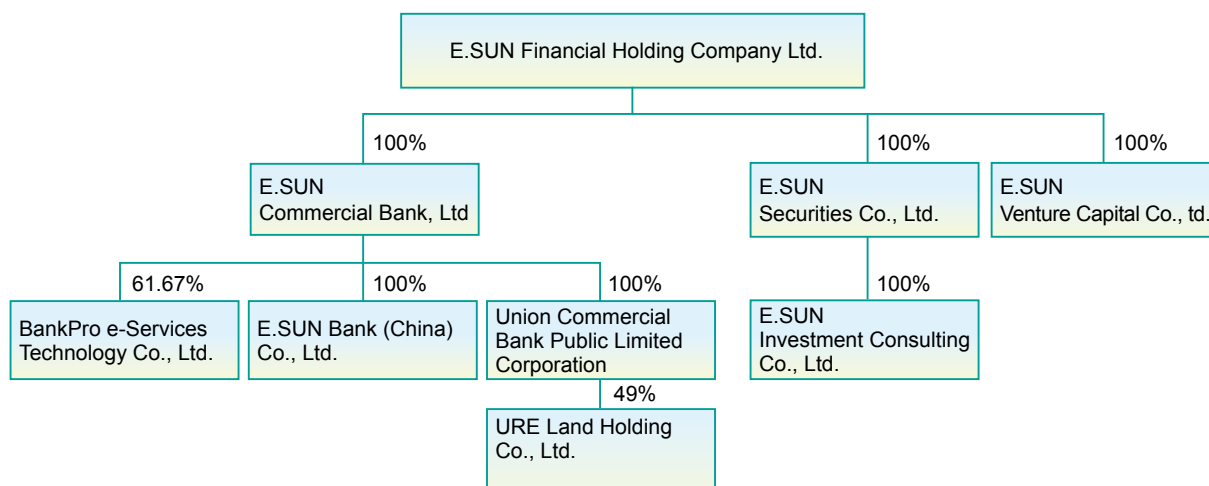 E.SUN Financial Holding Company Ltd.
100%
100%
100%
E.SUN
Commercial Bank, Ltd
E.SUN
Securities Co., Ltd.
E.SUN
Venture Capital Co., td.
61.67%
100%
100%
100%
BankPro e-Services
Technology Co., Ltd.
E.SUN Bank (China)
Co., Ltd.
Union Commercial
Bank Public Limited
Corporation
E.SUN
Investment Consulting
Co., Ltd.
49%
URE Land Holding
Co., Ltd.